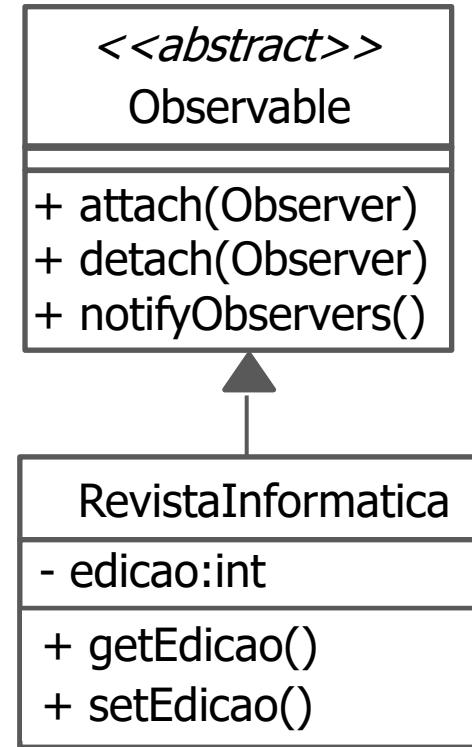 <<abstract>>
Observable
+ attach(Observer)
+ detach(Observer)
+ notifyObservers()
RevistaInformatica
- edicao:int
+ getEdicao()
+ setEdicao()